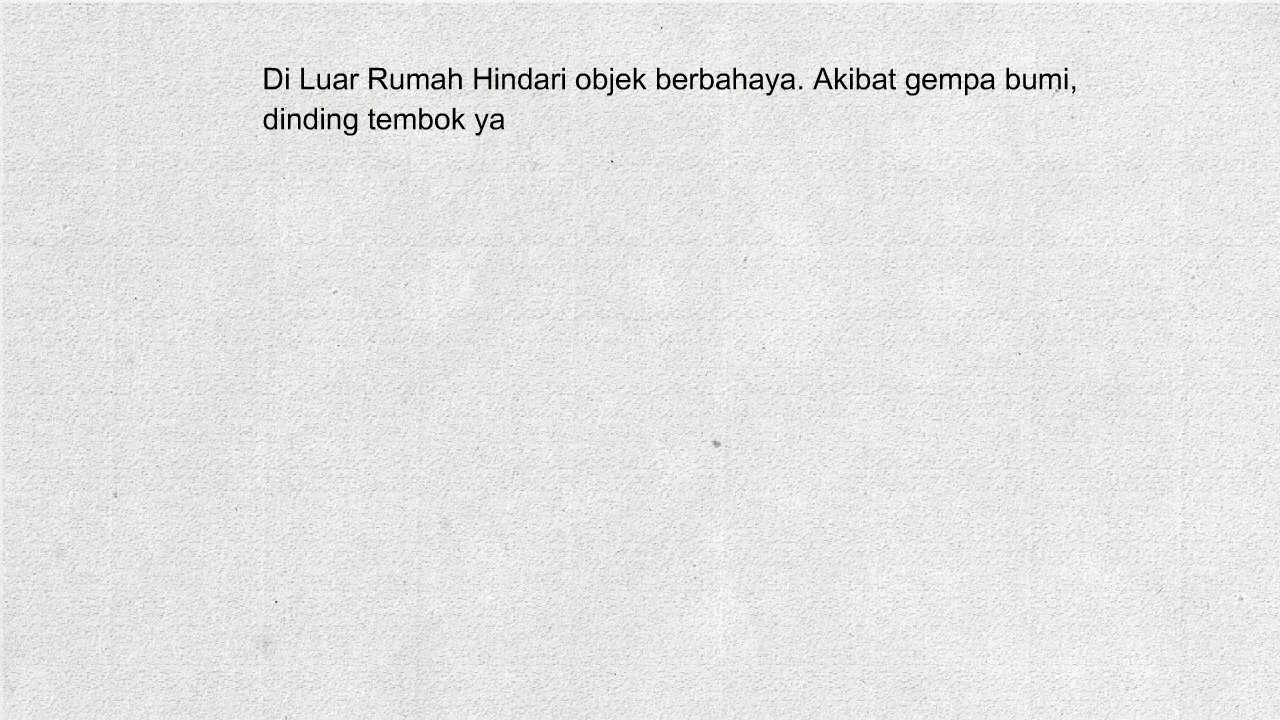 Di Luar Rumah Hindari objek berbahaya. Akibat gempa bumi,
dinding tembok ya